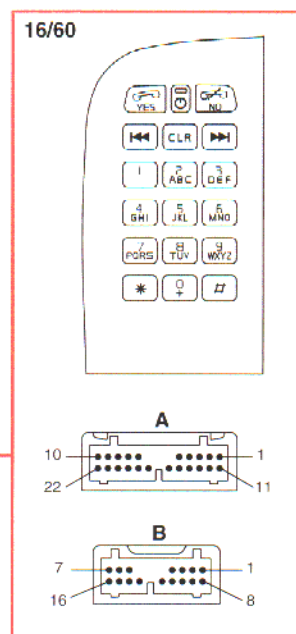 16/60
YES NO
CLR
1 2 ABC 3 DEF
4 GHI 5 JKL 6 MNO
7 PQRS 8 TUV 9 WXYZ
* 0 + #
A
10 1
22 11
B
7 1
16 8